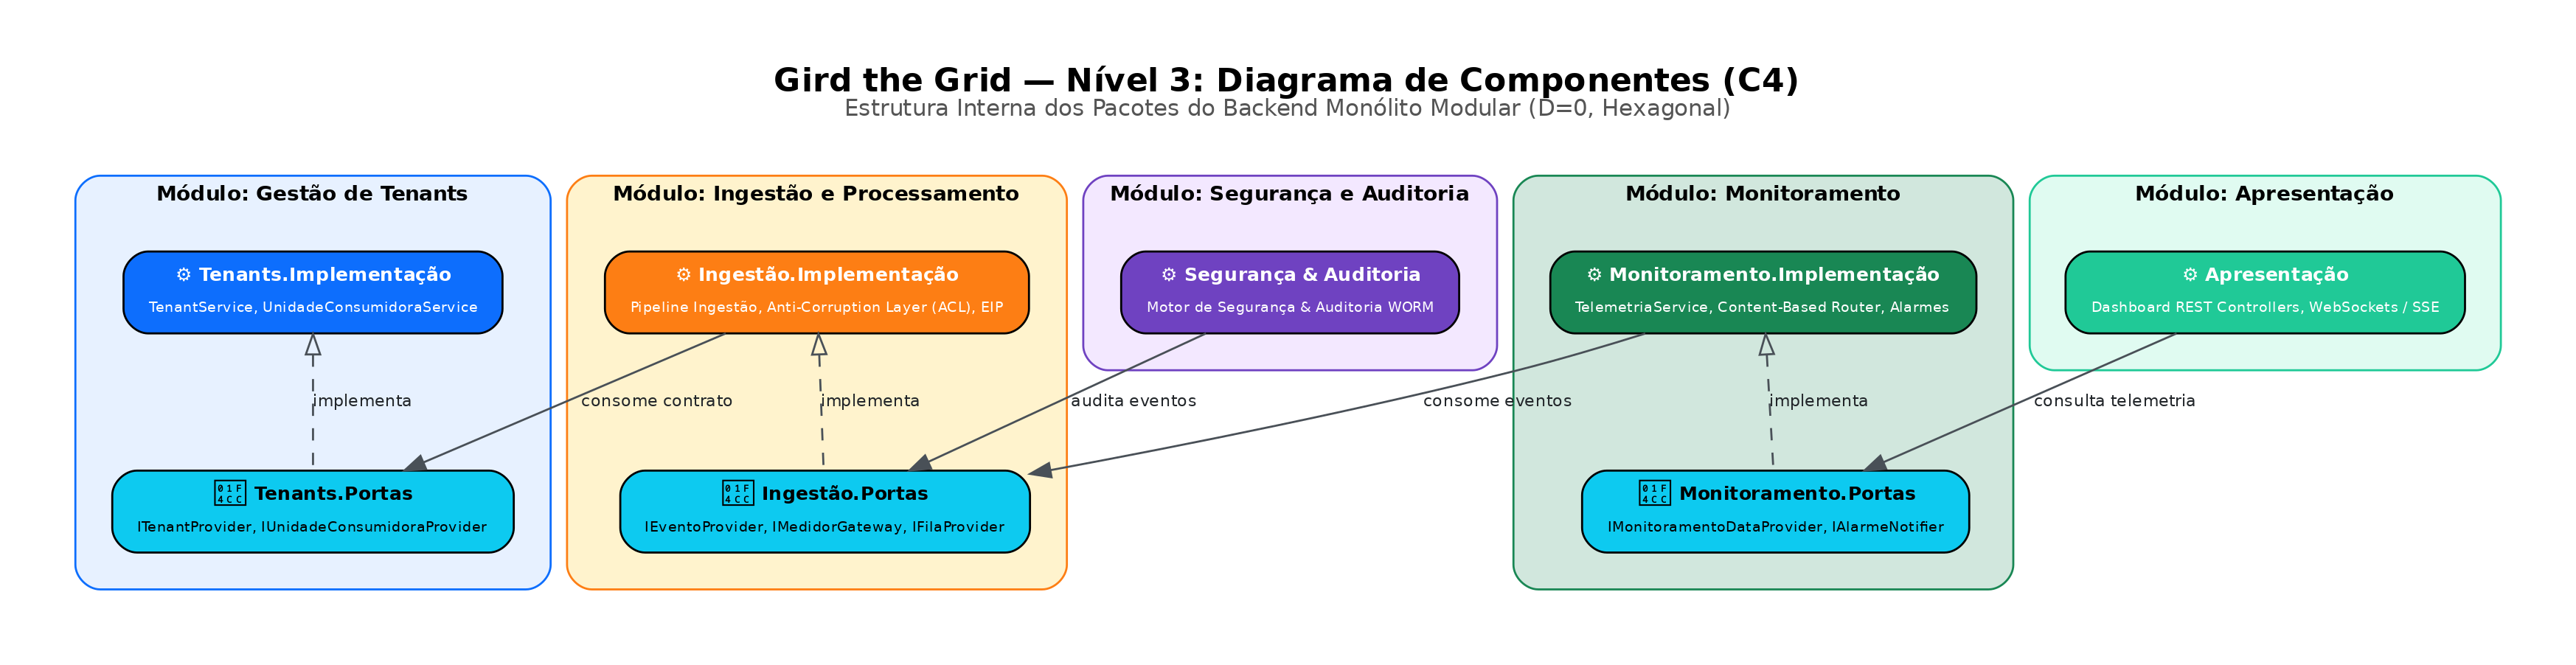 Gird the Grid — Nível 3: Diagrama de Componentes (C4)
Estrutura Interna dos Pacotes do Backend Monólito Modular (D=0, Hexagonal)
Módulo: Gestão de Tenants
⚙ Tenants.Implementação
TenantService, UnidadeConsumidoraService
implementa
01F4CC Tenants.Portas
ITenantProvider, IUnidadeConsumidoraProvider
Módulo: Ingestão e Processamento
⚙ Ingestão.Implementação
Pipeline Ingestão, Anti-Corruption Layer (ACL), EIP
consome contrato
implementa
01F4CC Ingestão.Portas
IEventoProvider, IMedidorGateway, IFilaProvider
Módulo: Segurança e Auditoria
⚙ Segurança & Auditoria
Motor de Segurança & Auditoria WORM
audita eventos
Módulo: Monitoramento
⚙ Monitoramento.Implementação
TelemetriaService, Content-Based Router, Alarmes
consome eventos
implementa
01F4CC Monitoramento.Portas
IMonitoramentoDataProvider, IAlarmeNotifier
Módulo: Apresentação
⚙ Apresentação
Dashboard REST Controllers, WebSockets / SSE
consulta telemetria